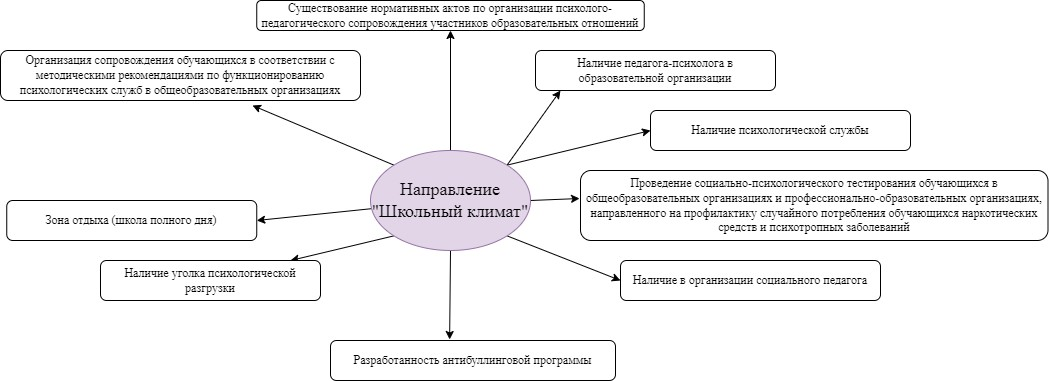 Существование нормативных актов по организации психолого-
педагогического сопровождения участников образовательных отношений
Организация сопровождения обучающихся в соответствии с
методическими рекомендациями по функционированию
психологических служб в общеобразовательных организациях
Наличие педагога-психолога в
образовательной организации
Наличие психологической службы
Направление
"Школьный климат"
Проведение социально-психологического тестирования обучающихся в
общеобразовательных организациях и профессионально-образовательных организациях,
направленного на профилактику случайного потребления обучающихся наркотических
средств и психотропных заболеваний
Зона отдыха (школа полного дня)
Наличие уголка психологической
разгрузки
Наличие в организации социального педагога
Разработанность антибуллинговой программы